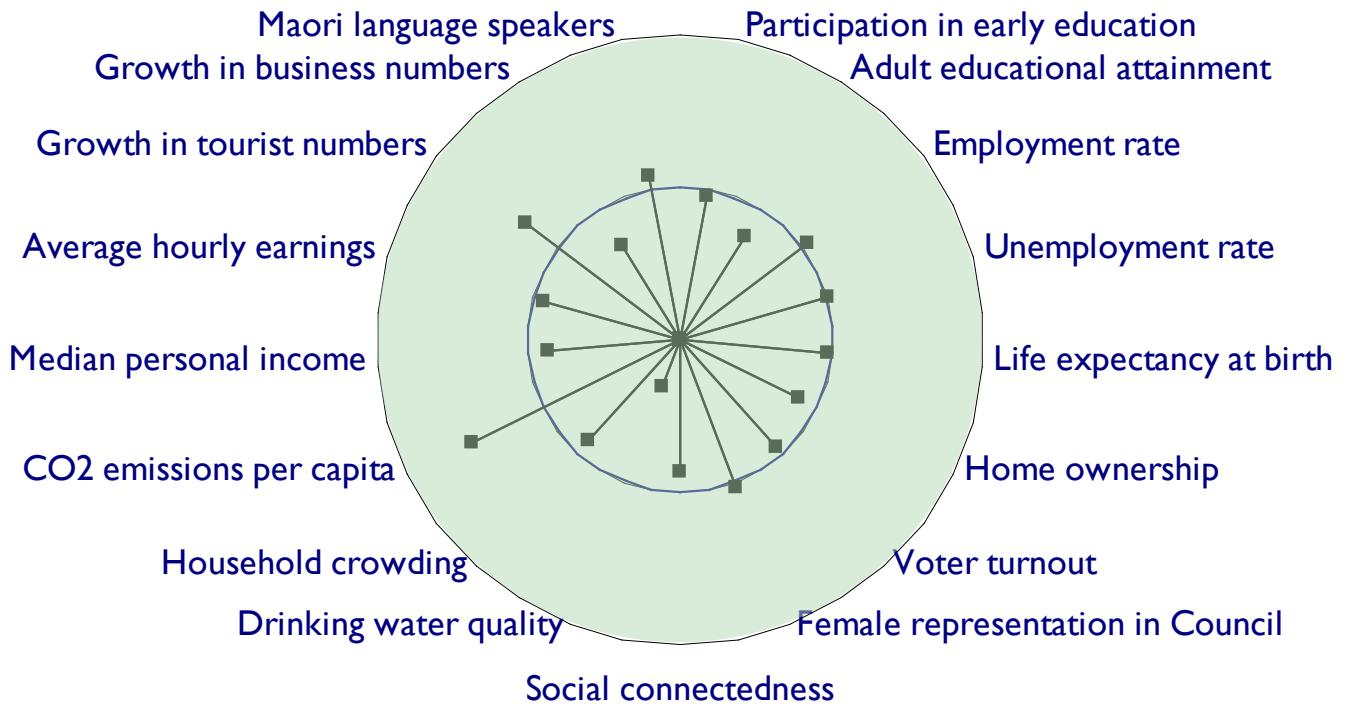 Maori language speakers
Participation in early education
Growth in business numbers
Adult educational attainment
Growth in tourist numbers
Employment rate
Average hourly earnings
Unemployment rate
Median personal income
Life expectancy at birth
CO2 emissions per capita
Home ownership
Household crowding
Voter turnout
Drinking water quality
Female representation in Council
Social connectedness